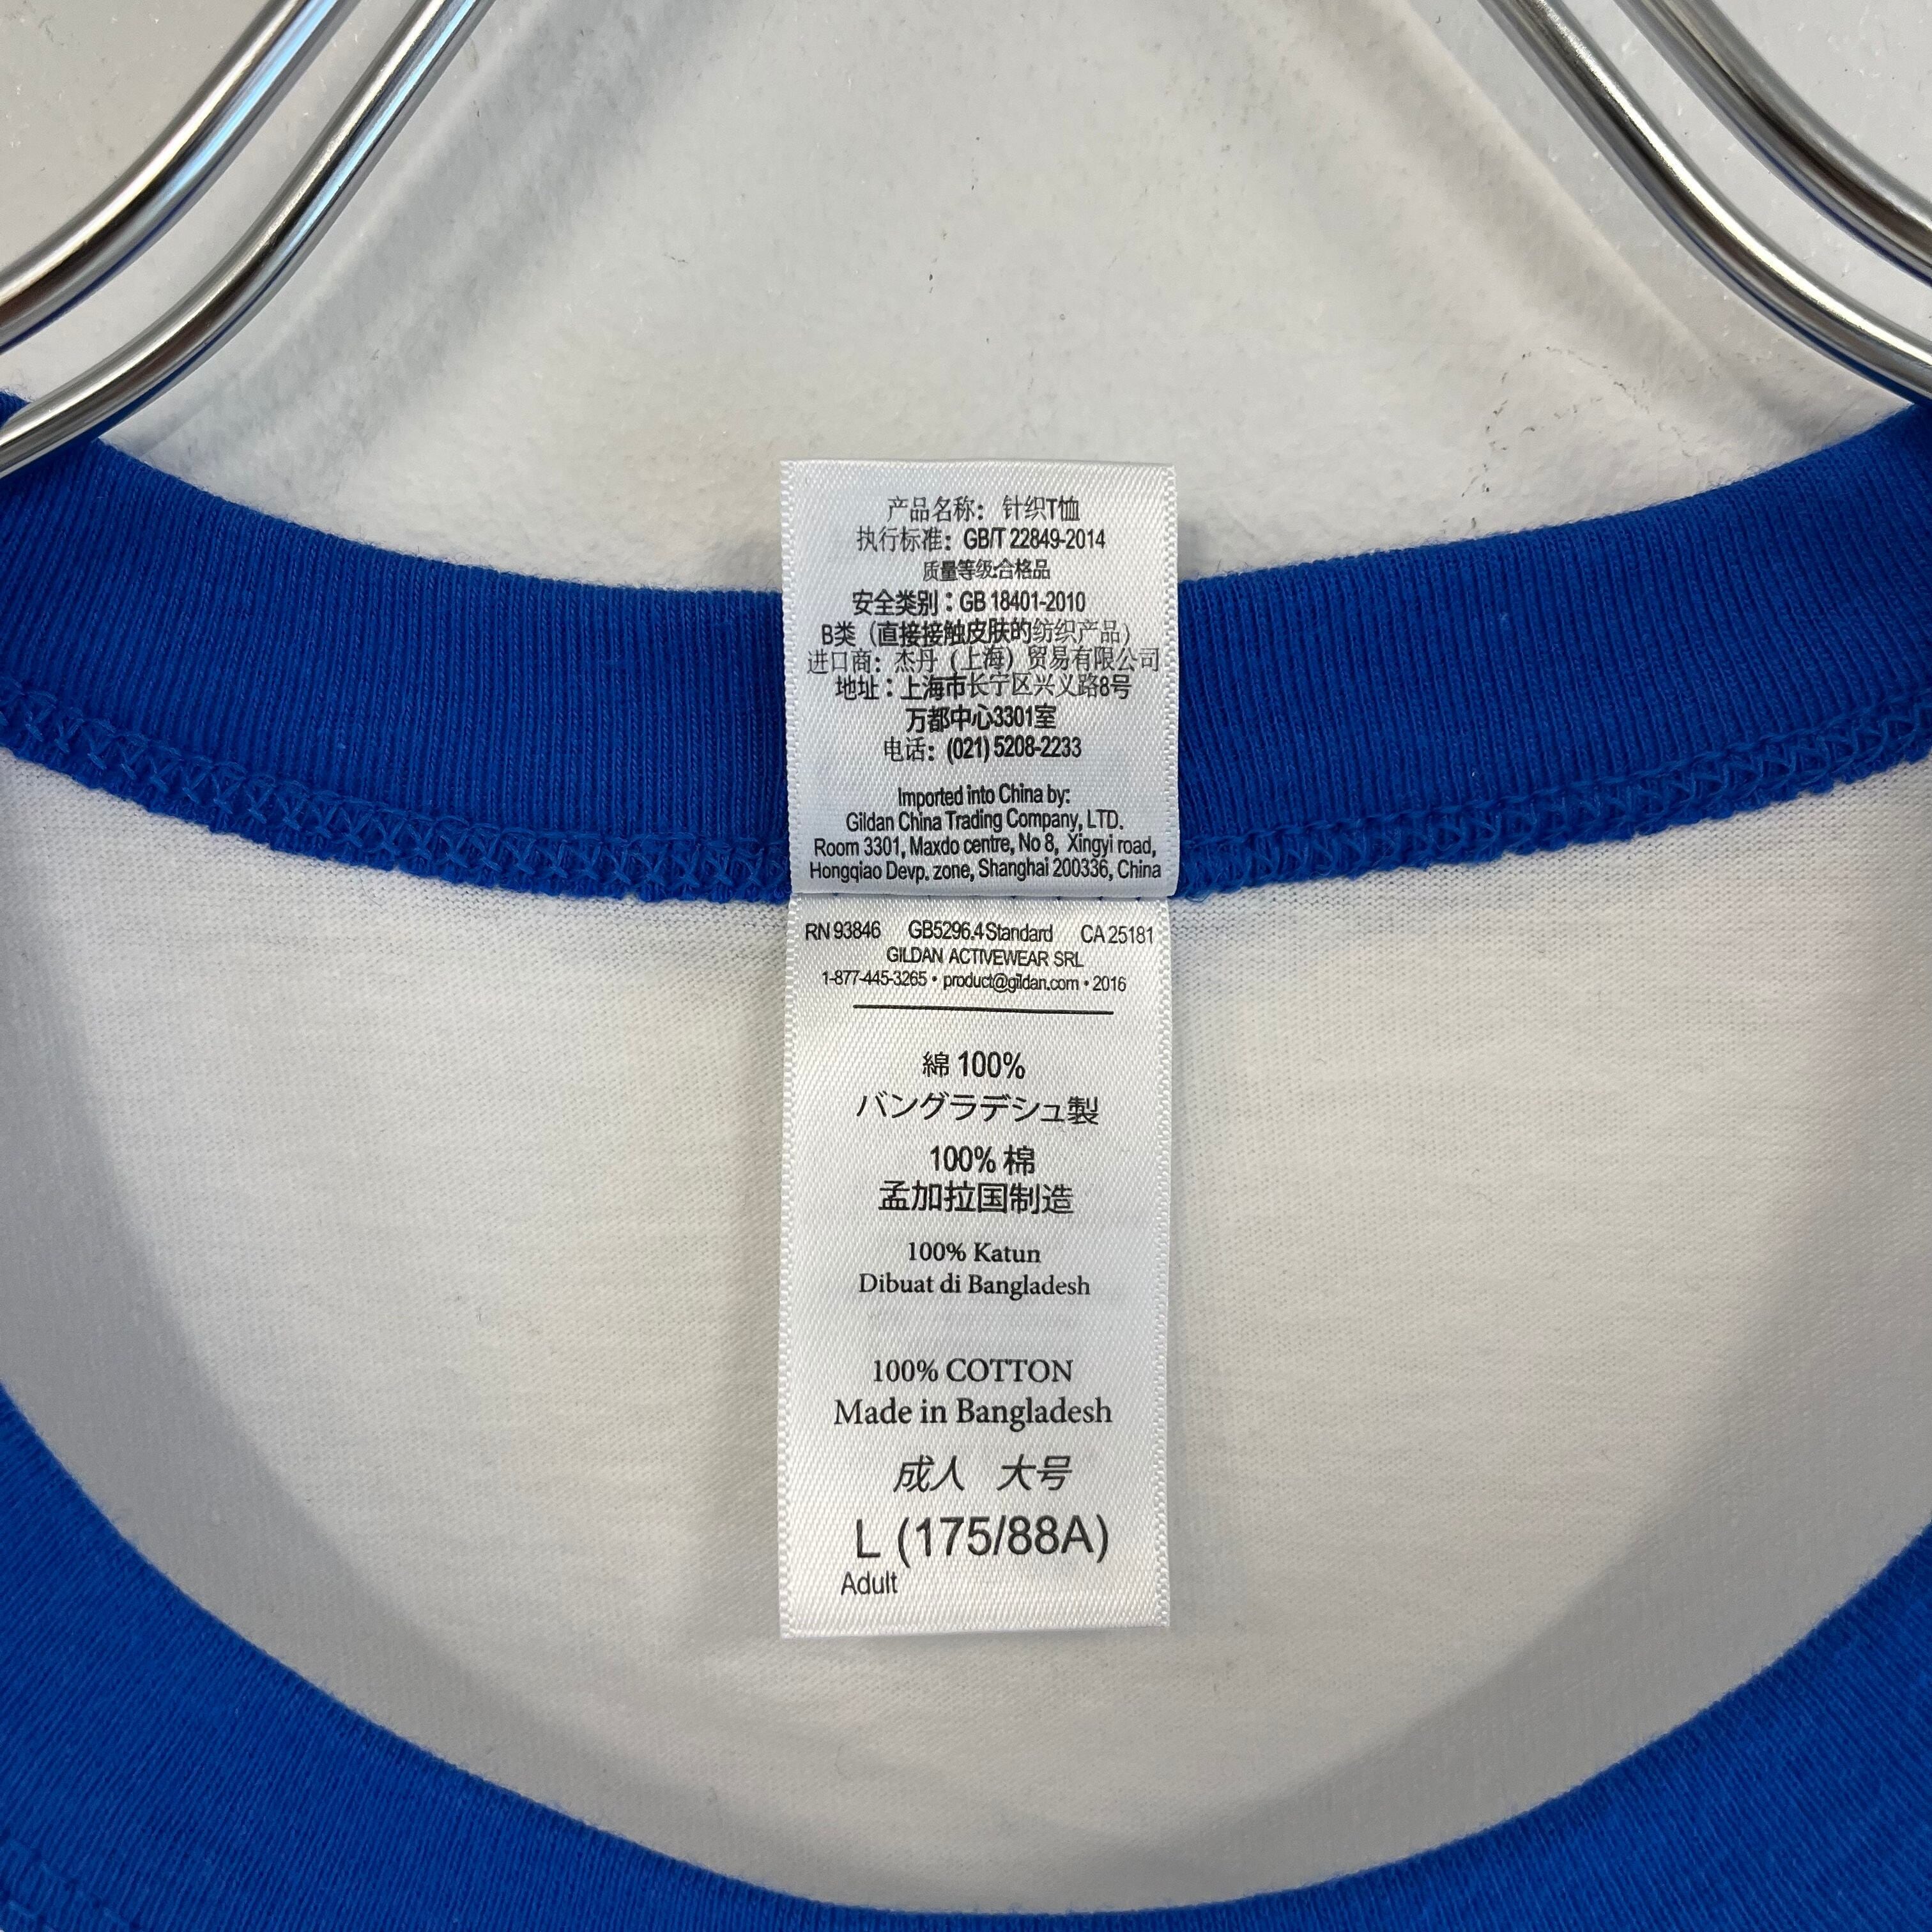 产品名称：针织T恤
执行标准：GB/T 22849-2014
质量等级:合格品
安全类别：GB 18401-2010
B类（直接接触皮肤的纺织产品）
进口商：杰丹（上海）贸易有限公司
地址：上海市长宁区兴义路8号
万都中心3301室
电话：(021) 5208-2233
Imported into China by:
Gildan China Trading Company, LTD.
Room 3301, Maxdo centre, No 8, Xingyi road,
Hongqiao Devp. zone, Shanghai 200336, China
RN 93846 GB5296.4 Standard CA 25181
GILDAN ACTIVEWEAR SRL
1-877-445-3265 • product@gildan.com • 2016
綿 100%
バングラデシュ製
100% 棉
孟加拉国制造
100% Katun
Dibuat di Bangladesh
100% COTTON
Made in Bangladesh
成人 大号
L (175/88A)
Adult